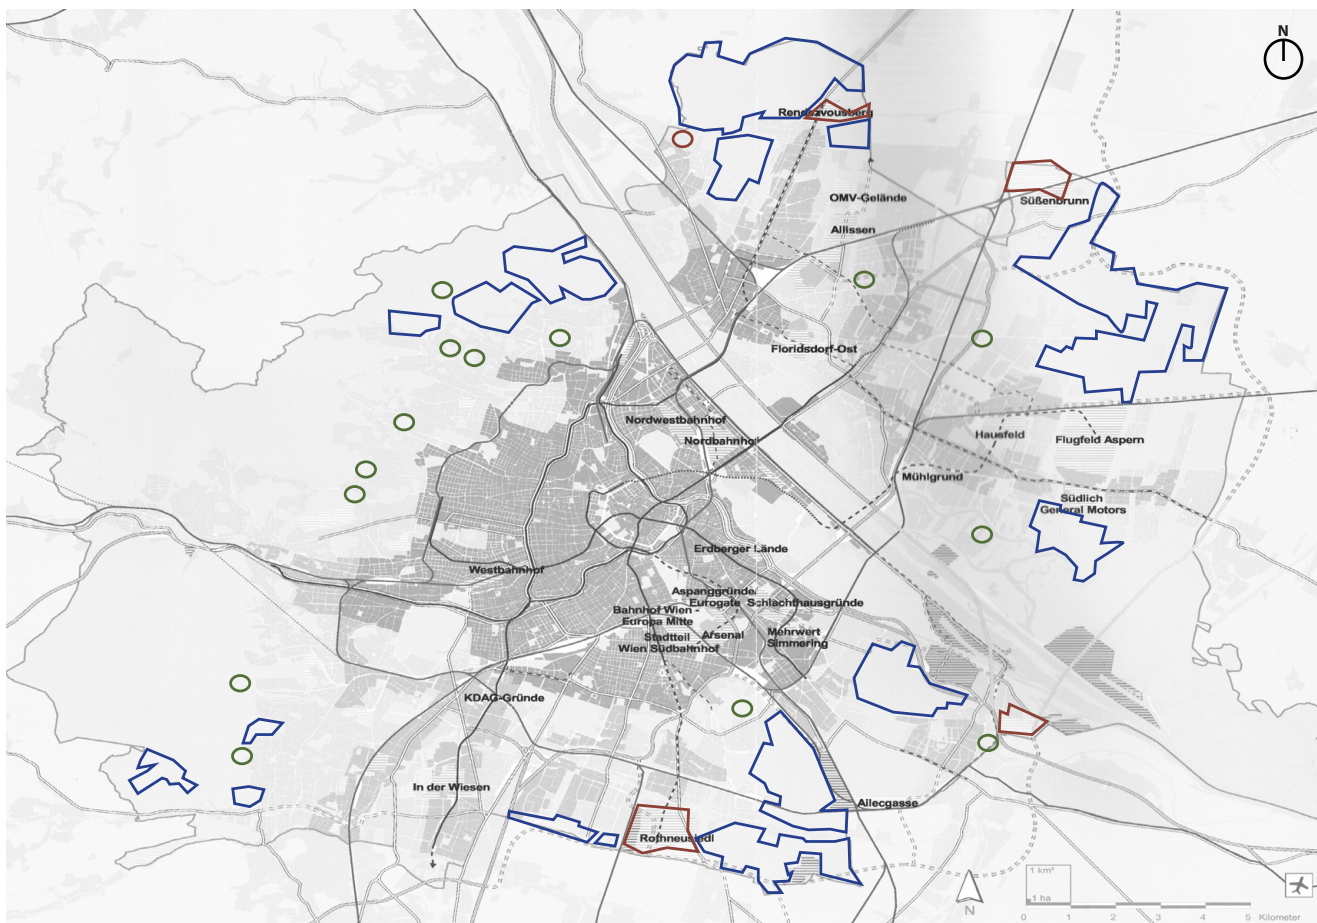 N
Rendezvousberg
OMV-Gelände
Süßenbrunn
Allissen
Floridsdorf-Ost
Nordwestbahnhof
Nordbahnhof
Hausfeld
Flugfeld Aspern
Mühlgrund
Südlich
General Motors
Erdberger Lände
Westbahnhof
Aspanggründe/
Eurogate
Schlachthausgründe
Bahnhof Wien -
Europa Mitte
Stadtteil
Wien Südbahnhof
Arsenal
Mehrwert
Simmering
KDAG-Gründe
In der Wiesen
Allecgasse
Rothneusiedl
1 km²
1 ha
N
0 1 2 3 4 5 Kilometer